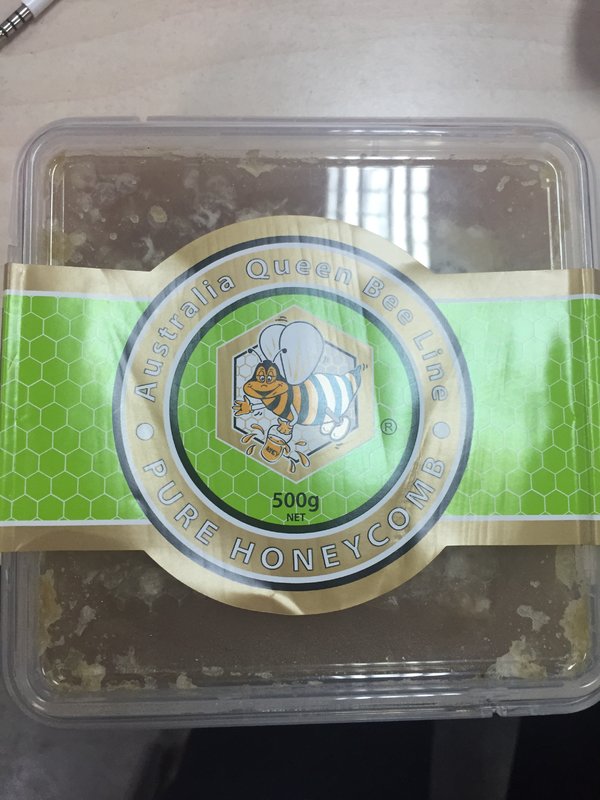 Australia Queen Bee Line
®
500g
NET
PURE HONEYCOMB